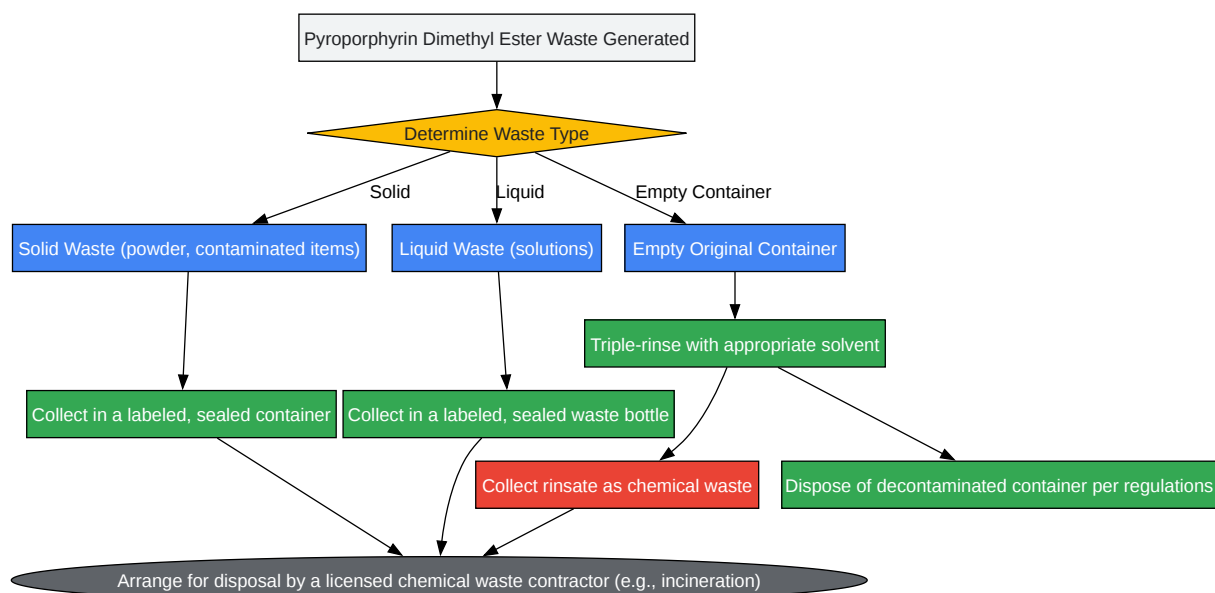 Pyroporphyrin Dimethyl Ester Waste Generated
Determine Waste Type
Solid
Liquid
Empty Container
Solid Waste (powder, contaminated items)
Liquid Waste (solutions)
Empty Original Container
Triple-rinse with appropriate solvent
Collect in a labeled, sealed container
Collect in a labeled, sealed waste bottle
Collect rinsate as chemical waste
Dispose of decontaminated container per regulations
Arrange for disposal by a licensed chemical waste contractor (e.g., incineration)